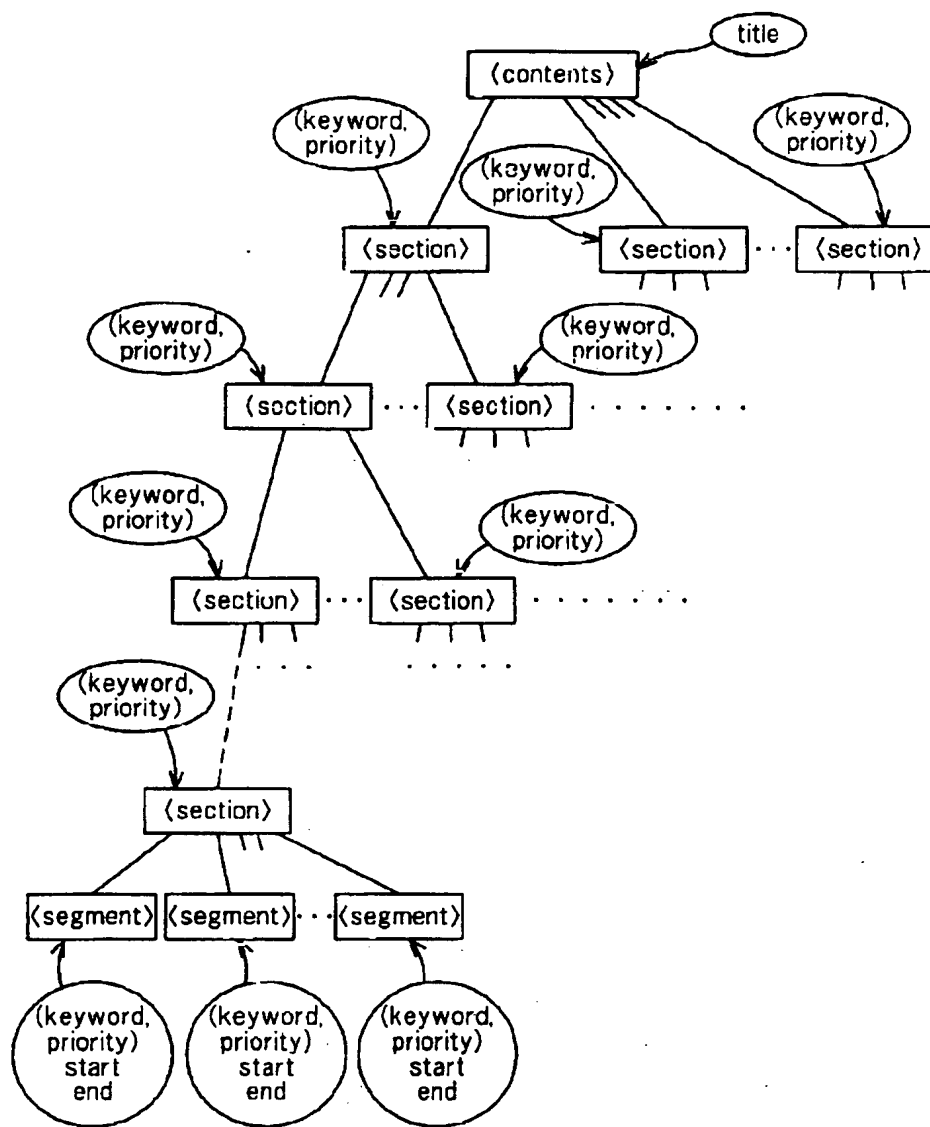 title
⟨contents⟩
(keyword,
priority)
(keyword,
priority)
(keyword,
priority)
⟨section⟩
⟨section⟩ ··· ⟨section⟩
(keyword,
priority)
(keyword,
priority)
⟨section⟩ ··· ⟨section⟩ · · · · · · ·
(keyword,
priority)
(keyword,
priority)
⟨section⟩ ··· ⟨section⟩ · · · · · · ·
(keyword,
priority)
⟨section⟩
⟨segment⟩ ⟨segment⟩ ··· ⟨segment⟩
(keyword,
priority)
start
end
(keyword,
priority)
start
end
(keyword,
priority)
start
end